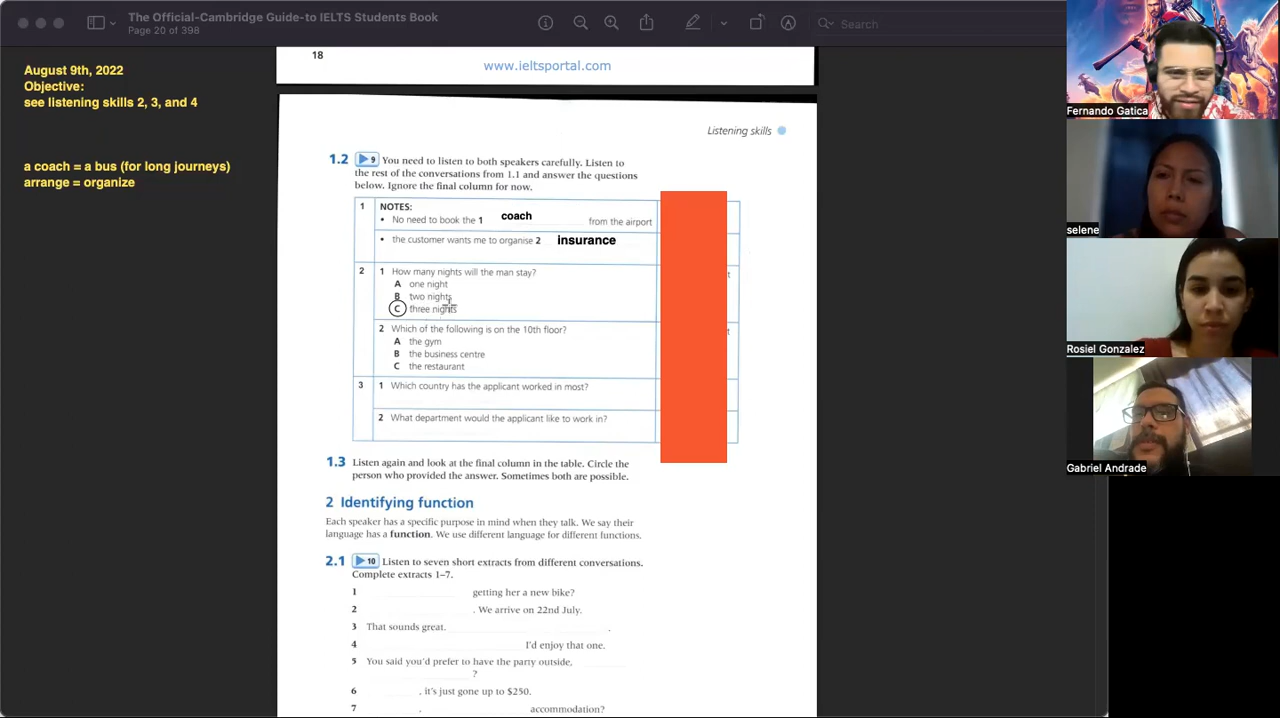 The Official-Cambridge Guide-to IELTS Students Book
Page 20 of 398
Search
August 9th, 2022
Objective:
see listening skills 2, 3, and 4
a coach = a bus (for long journeys)
arrange = organize
18
www.ieltsportal.com
Listening skills
1.2 9 You need to listen to both speakers carefully. Listen to
the rest of the conversations from 1.1 and answer the questions
below. Ignore the final column for now.
1 NOTES:
• No need to book the 1 coach from the airport
• the customer wants me to organise 2 insurance
2 1 How many nights will the man stay?
A one night
B two nights
C three nights
2 Which of the following is on the 10th floor?
A the gym
B the business centre
C the restaurant
3 1 Which country has the applicant worked in most?
2 What department would the applicant like to work in?
1.3 Listen again and look at the final column in the table. Circle the
person who provided the answer. Sometimes both are possible.
2 Identifying function
Each speaker has a specific purpose in mind when they talk. We say their
language has a function. We use different language for different functions.
2.1 10 Listen to seven short extracts from different conversations.
Complete extracts 1–7.
1 getting her a new bike?
2 . We arrive on 22nd July.
3 That sounds great. .
4 I'd enjoy that one.
5 You said you'd prefer to have the party outside,
?
6 , it's just gone up to $250.
7 , accommodation?
Fernando Gatica
selene
Rosiel Gonzalez
Gabriel Andrade